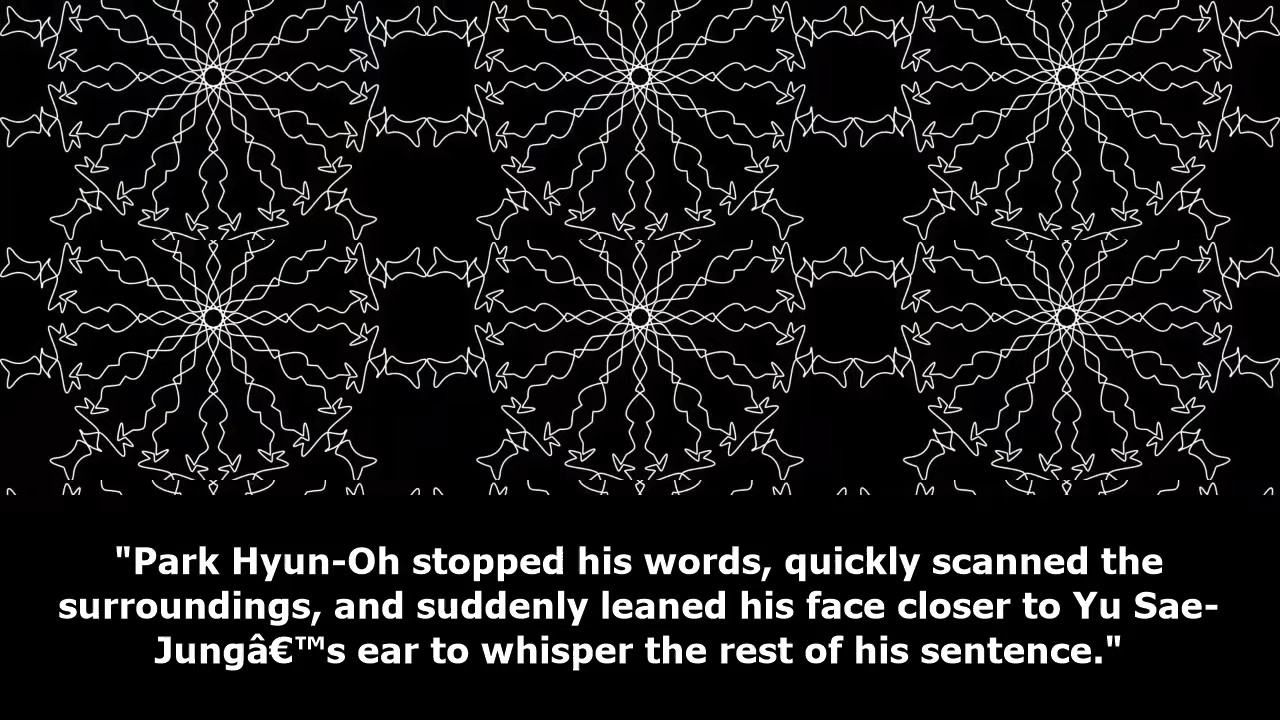 "Park Hyun-Oh stopped his words, quickly scanned the
surroundings, and suddenly leaned his face closer to Yu Sae-
Jungâ€™s ear to whisper the rest of his sentence."